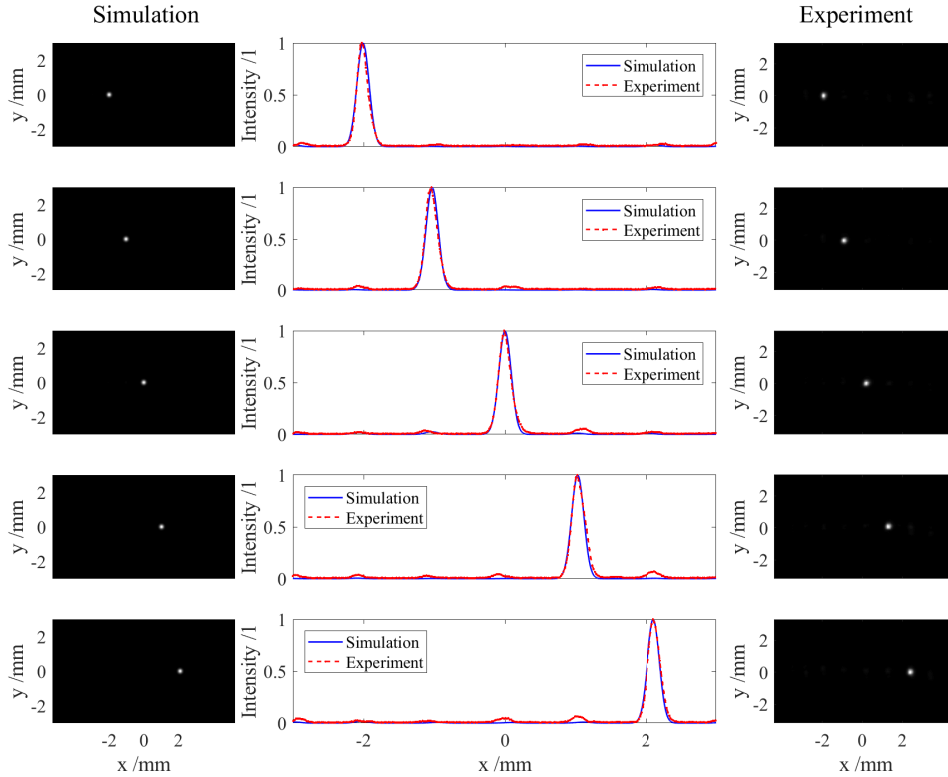 Simulation
Experiment
y /mm
2
0
-2
Intensity /1
1
0.5
0
Simulation
Experiment
y /mm
2
0
-2
y /mm
2
0
-2
Intensity /1
1
0.5
0
Simulation
Experiment
y /mm
2
0
-2
y /mm
2
0
-2
Intensity /1
1
0.5
0
Simulation
Experiment
y /mm
2
0
-2
y /mm
2
0
-2
Intensity /1
1
0.5
0
Simulation
Experiment
y /mm
2
0
-2
y /mm
2
0
-2
Intensity /1
1
0.5
0
Simulation
Experiment
y /mm
2
0
-2
-2 0 2
x /mm
-2 0 2
x /mm
-2 0 2
x /mm